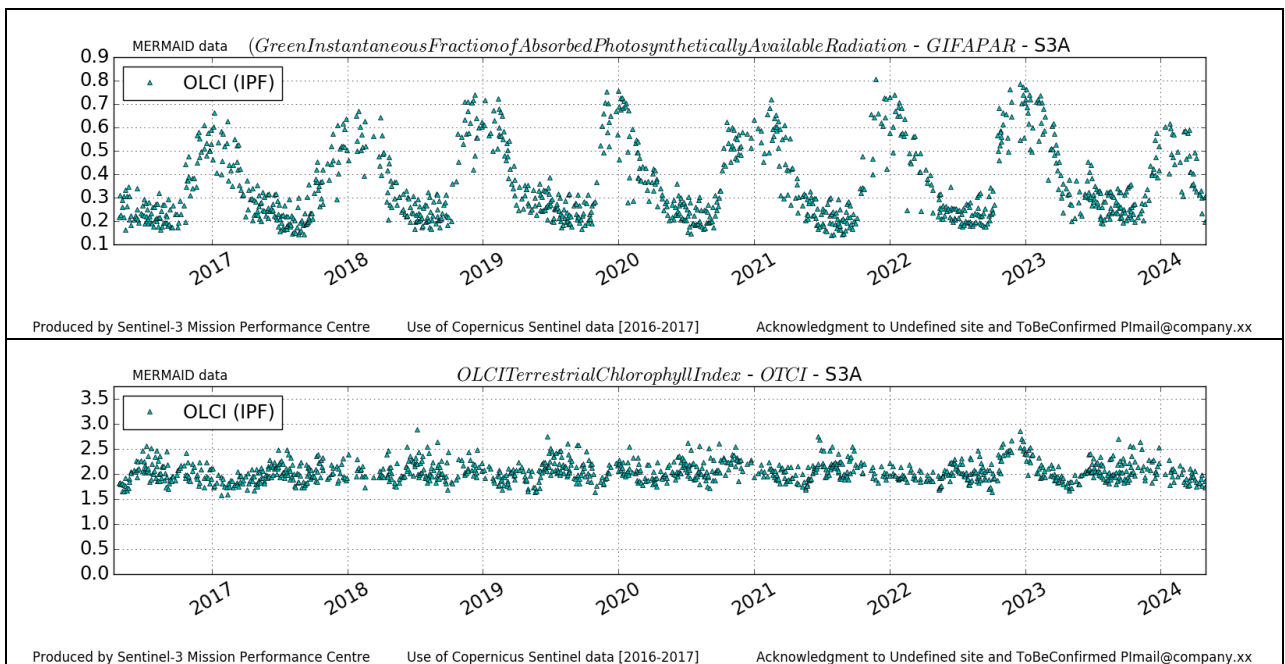 MERMAID data (GreenInstantaneousFractionofAbsorbedPhotosyntheticallyAvailableRadiation - GIFAPAR - S3A
0.9
0.8
0.7
0.6
0.5
0.4
0.3
0.2
0.1
OLCI (IPF)
2017 2018 2019 2020 2021 2022 2023 2024
Produced by Sentinel-3 Mission Performance Centre Use of Copernicus Sentinel data [2016-2017] Acknowledgment to Undefined site and ToBeConfirmed PImail@company.xx
MERMAID data OLCITerrestrialChlorophyllIndex - OTCI - S3A
3.5
3.0
2.5
2.0
1.5
1.0
0.5
0.0
OLCI (IPF)
2017 2018 2019 2020 2021 2022 2023 2024
Produced by Sentinel-3 Mission Performance Centre Use of Copernicus Sentinel data [2016-2017] Acknowledgment to Undefined site and ToBeConfirmed PImail@company.xx